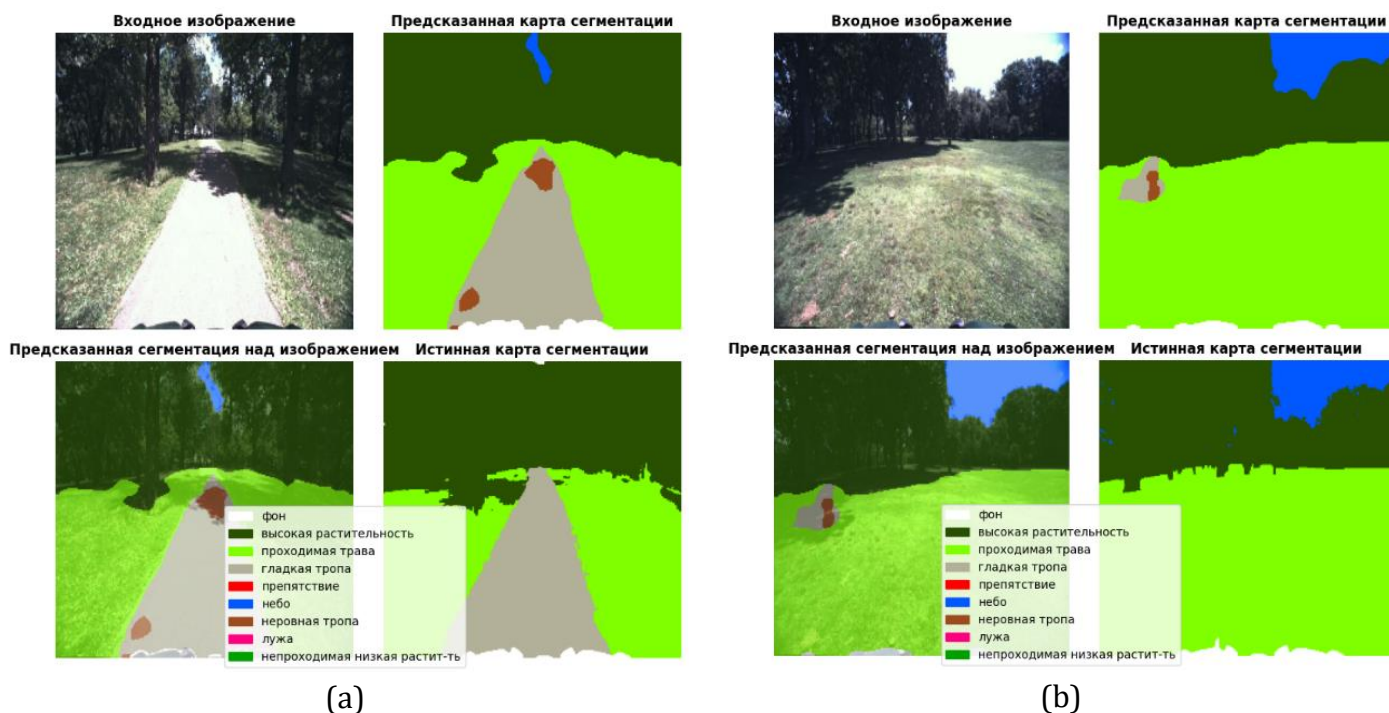 Входное изображение
Предсказанная карта сегментации
Предсказанная сегментация над изображением
Истинная карта сегментации
фон
высокая растительность
проходимая трава
гладкая тропа
препятствие
небо
неровная тропа
лужа
непроходимая низкая растит-ть
(a)
Входное изображение
Предсказанная карта сегментации
Предсказанная сегментация над изображением
Истинная карта сегментации
фон
высокая растительность
проходимая трава
гладкая тропа
препятствие
небо
неровная тропа
лужа
непроходимая низкая растит-ть
(b)